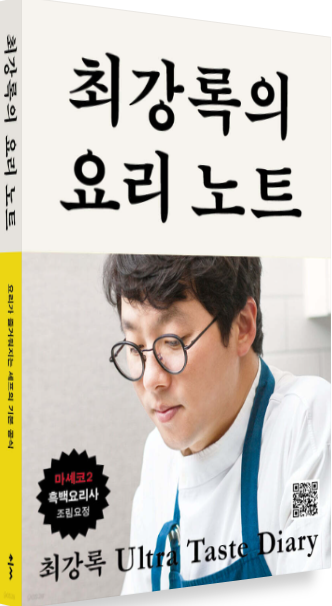 최강록의
요리 노트
마셰코2
흑백요리사
조림요정
최강록 Ultra Taste Diary
최강록의 요리 노트
요리가 즐거워지는 셰프의 기본 공식